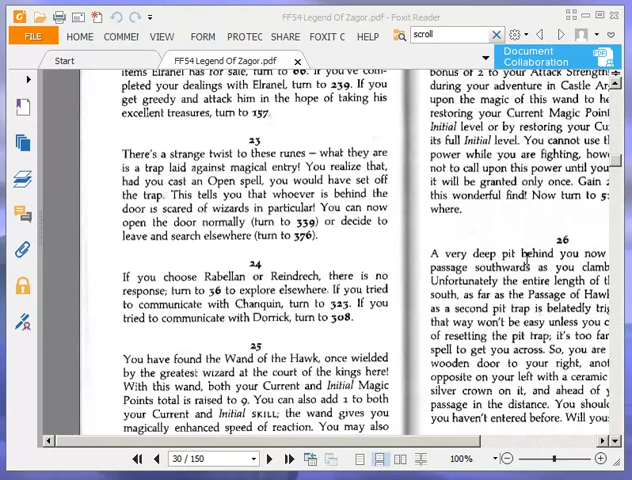 FF54 Legend Of Zagor.pdf - Foxit Reader
FILE HOME COMMEI VIEW FORM PROTEC SHARE FOXIT C HELP scroll
Start FF54 Legend Of Zagor.pdf Document Collaboration
items Elranel has for sale, turn to 66. If you've com-
pleted your dealings with Elranel, turn to 239. If you
get greedy and attack him in the hope of taking his
excellent treasures, turn to 157.
23
There's a strange twist to these runes – what they are
is a trap laid against magical entry! You realize that,
had you cast an Open spell, you would have set off
the trap. This tells you that whoever is behind the
door is scared of wizards in particular! You can now
open the door normally (turn to 339) or decide to
leave and search elsewhere (turn to 376).
24
If you choose Rabellan or Reindrech, there is no
response; turn to 36 to explore elsewhere. If you tried
to communicate with Chanquin, turn to 323. If you
tried to communicate with Dorrick, turn to 308.
25
You have found the Wand of the Hawk, once wielded
by the greatest wizard at the court of the kings here!
With this wand, both your Current and Initial Magic
Points total is raised to 9. You can also add 1 to both
your Current and Initial SKILL; the wand gives you
magically enhanced speed of reaction. You may also
bonus of 2 to your Attack Strength
during your adventure in Castle Ar
upon the magic of this wand to he
restoring your Current Magic Poin
Initial level or by restoring your Cu
its full Initial level. You cannot use t
power while you are fighting, how
not to call upon this power until you
it will be granted only once. Gain 2
this wonderful find! Now turn to 5
where.
26
A very deep pit behind you now
passage southwards as you clamb
Unfortunately the entire length of t
south, as far as the Passage of Hawk
as a second pit trap is belatedly trig
that way won't be easy unless you c
of resetting the pit trap; it's too far
spell to get you across. So, you are
wooden door to your right, anot
opposite on your left with a ceramic
silver crown on it, and ahead of y
passage in the distance. You should
you haven't entered before. Will you
30 / 150 100%